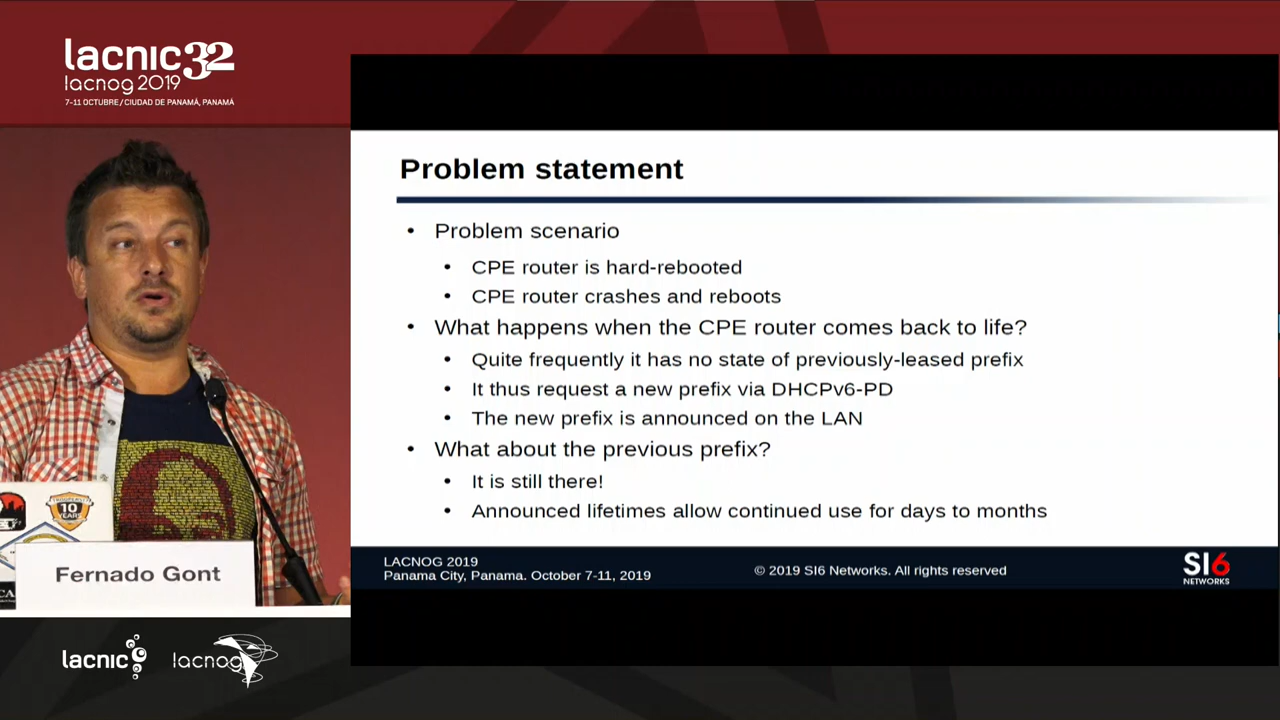 lacnic32
lacnog 2019
7-11 OCTUBRE / CIUDAD DE PANAMÁ, PANAMÁ
Problem statement
• Problem scenario
• CPE router is hard-rebooted
• CPE router crashes and reboots
• What happens when the CPE router comes back to life?
• Quite frequently it has no state of previously-leased prefix
• It thus request a new prefix via DHCPv6-PD
• The new prefix is announced on the LAN
• What about the previous prefix?
• It is still there!
• Announced lifetimes allow continued use for days to months
LACNOG 2019
Panama City, Panama. October 7-11, 2019
© 2019 SI6 Networks. All rights reserved
SI6
NETWORKS
10
YEARS
Fernado Gont
lacnic
lacnog